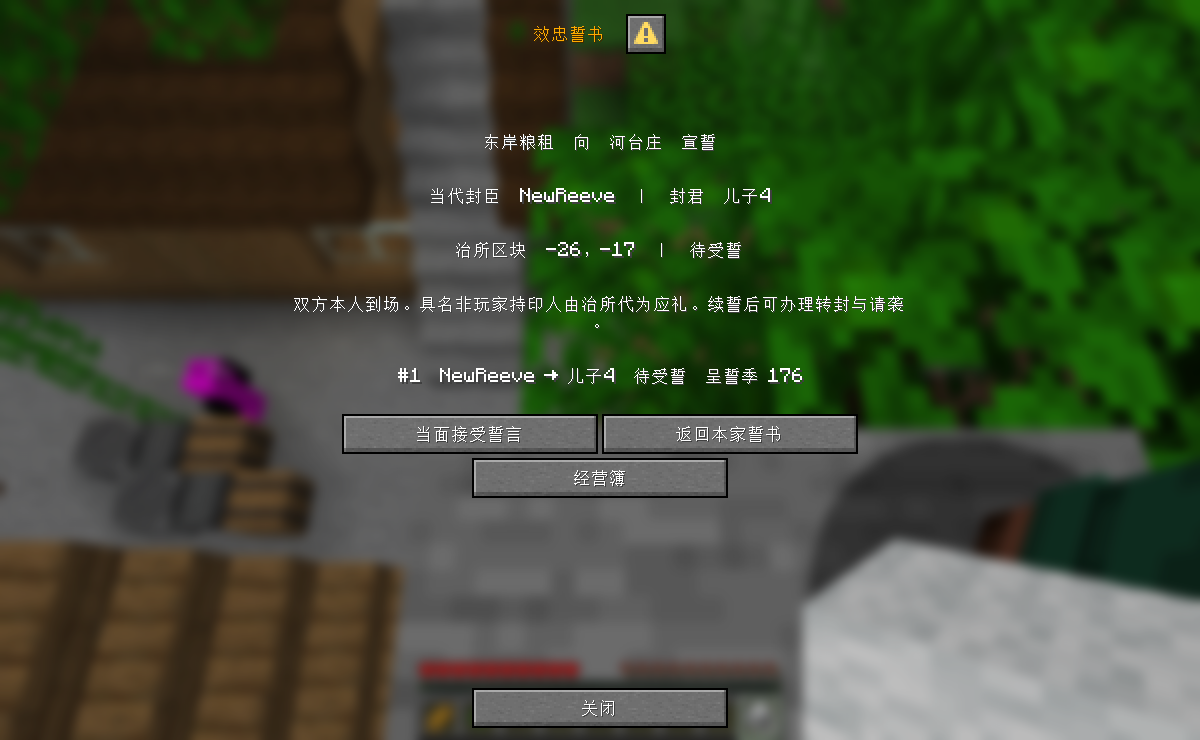 效忠誓书
东岸粮租 向 河台庄 宣誓
当代封臣 NewReeve | 封君 儿子4
治所区块 -26, -17 | 待受誓
双方本人到场。具名非玩家持印人由治所代为应礼。续誓后可办理转封与请袭
。
#1 NewReeve → 儿子4 待受誓 呈誓季 176
当面接受誓言 返回本家誓书
经营簿
关闭